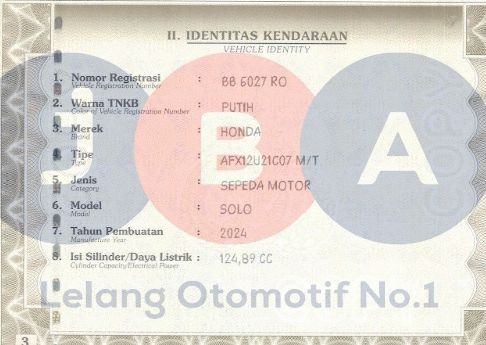 II. IDENTITAS KENDARAAN
VEHICLE IDENTITY
1. Nomor Registrasi : BB 6027 RO
Vehicle Registration Number
2. Warna TNKB : PUTIH
Color of Vehicle Registration Number
3. Merek : HONDA
Brand
4. Tipe : AFX12U21C07 M/T
Type
5. Jenis : SEPEDA MOTOR
Category
6. Model : SOLO
Model
7. Tahun Pembuatan : 2024
Manufacture Year
8. Isi Silinder/Daya Listrik : 124,89 CC
Cylinder Capacity/Electrical Power
IBA
Lelang Otomotif No.1
COPY
3